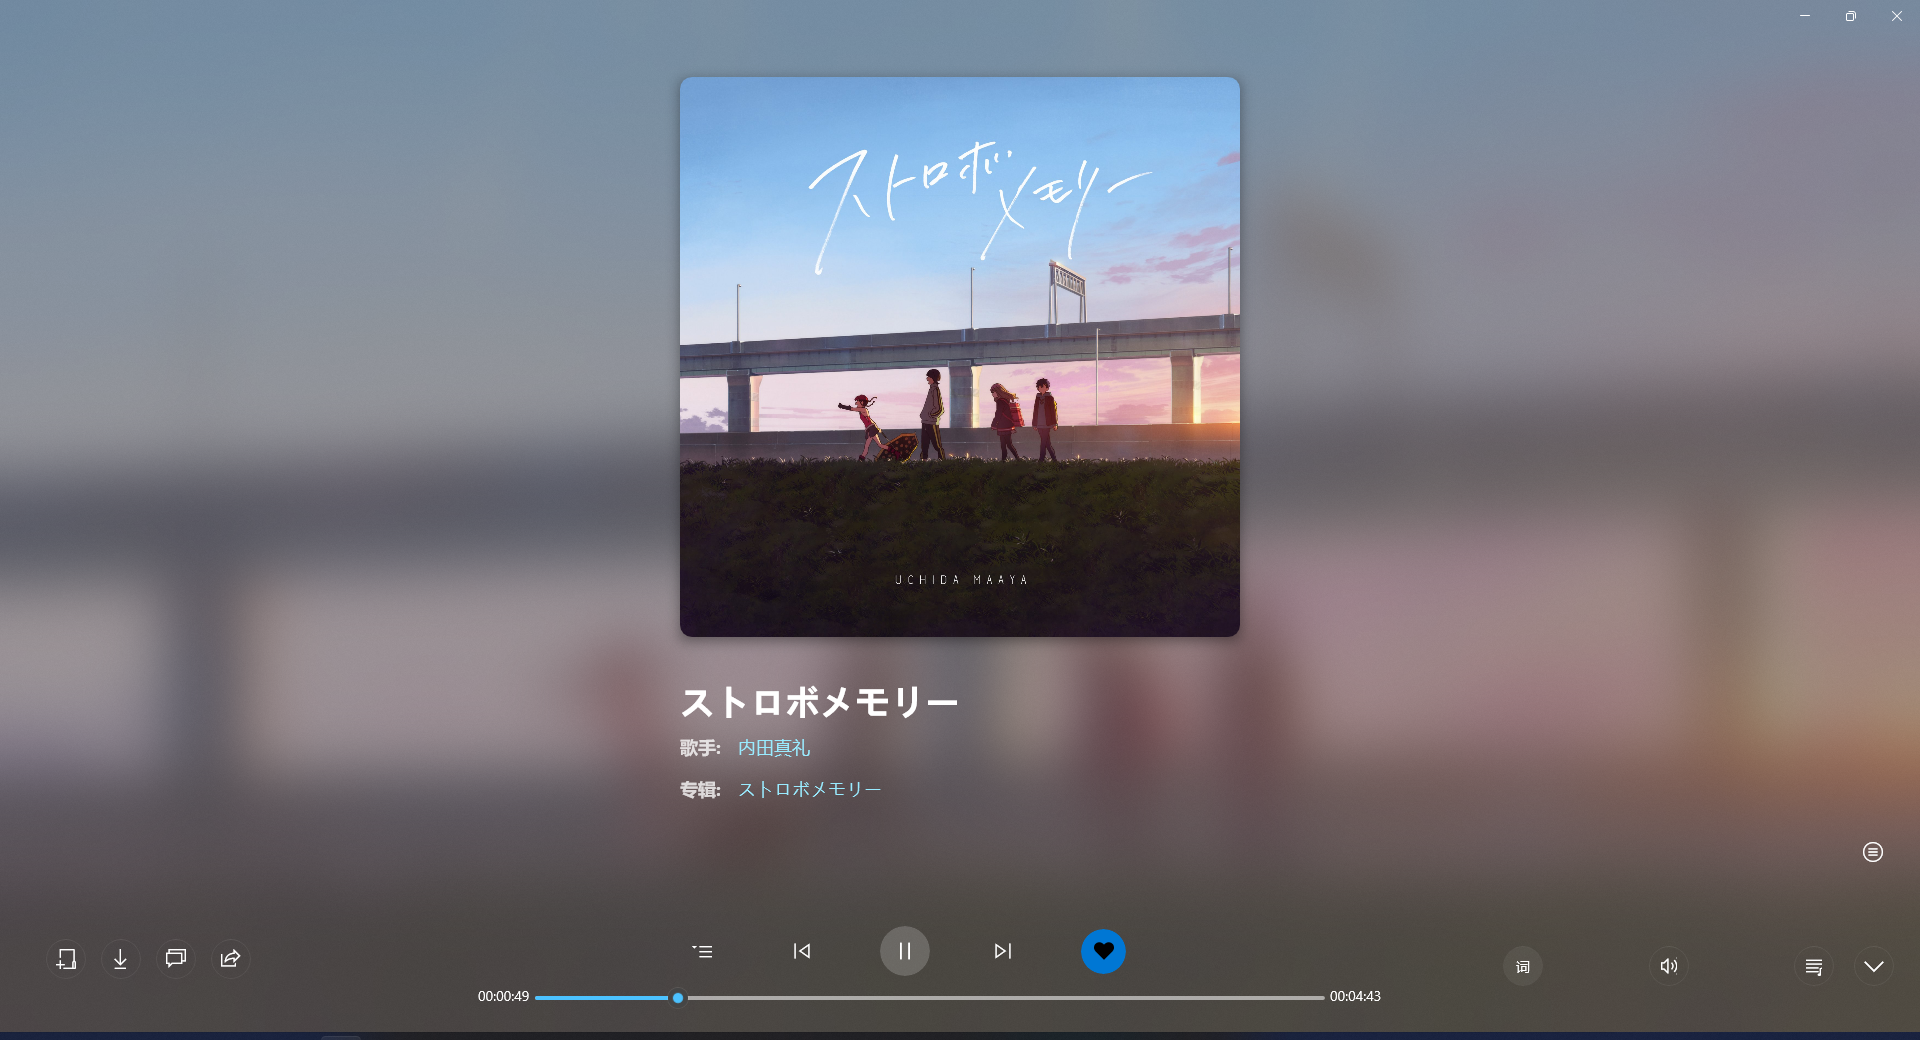 ストロボ
メモリー
UCHIDA MAAYA
ストロボメモリー
歌手: 内田真礼
专辑: ストロボメモリー
词
00:00:49
00:04:43